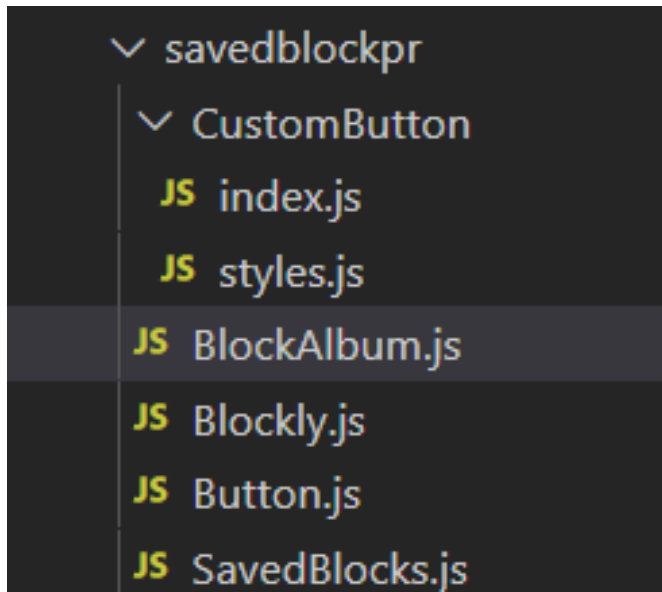 savedblockpr
CustomButton
JS index.js
JS styles.js
JS BlockAlbum.js
JS Blockly.js
JS Button.js
JS SavedBlocks.js